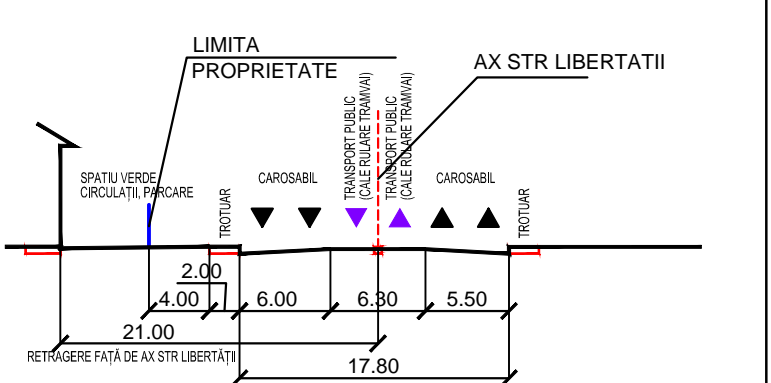 LIMITA
PROPRIETATE
AX STR LIBERTATII
SPATIU VERDE
CIRCULAȚII, PARCARE
TROTUAR
CAROSABIL
TRANSPORT PUBLIC
(CALE RULARE TRAMVAI)
TRANSPORT PUBLIC
(CALE RULARE TRAMVAI)
CAROSABIL
TROTUAR
2.00
4.00
6.00
6.30
5.50
21.00
RETRAGERE FAȚĂ DE AX STR LIBERTĂȚII
17.80